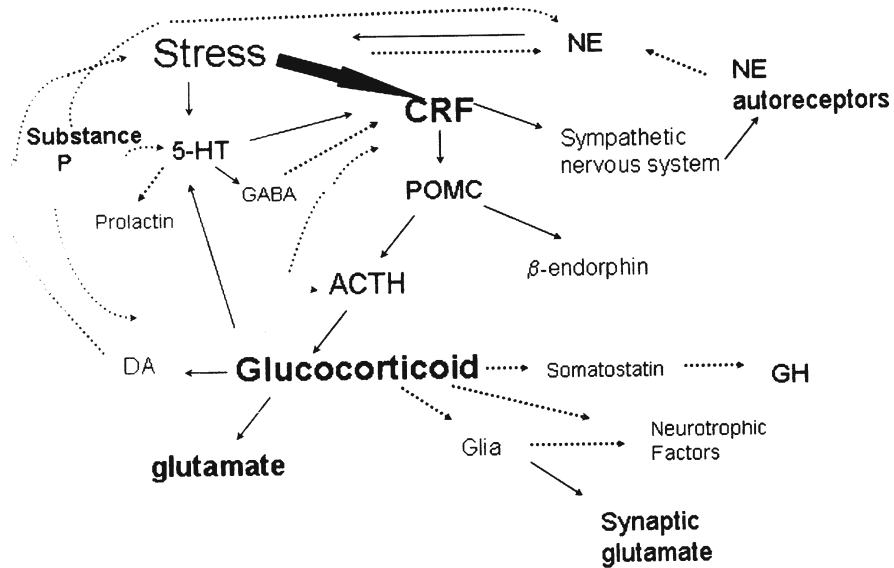 Stress
NE
NE
autoreceptors
CRF
Substance
P
5-HT
Sympathetic
nervous system
GABA
POMC
Prolactin
β-endorphin
ACTH
DA
Glucocorticoid
Somatostatin
GH
glutamate
Glia
Neurotrophic
Factors
Synaptic
glutamate